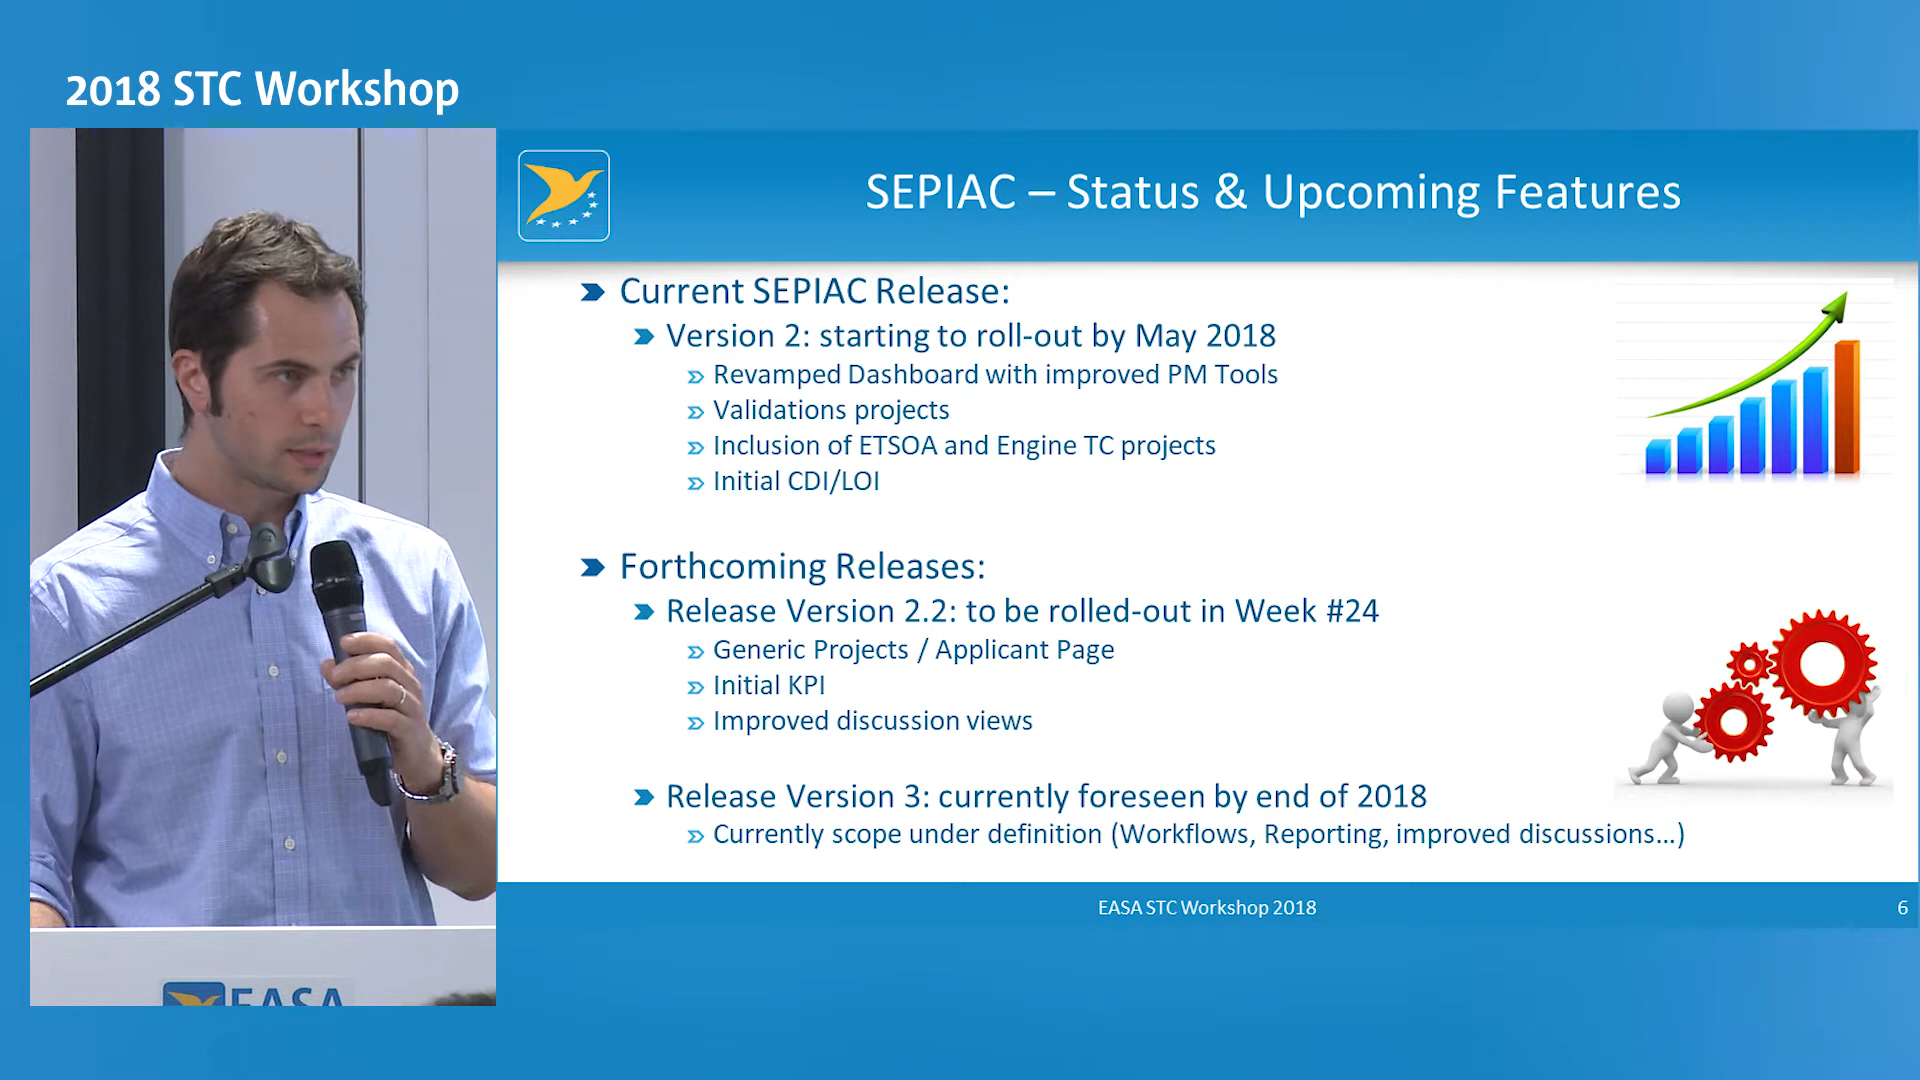 2018 STC Workshop
SEPIAC – Status & Upcoming Features
Current SEPIAC Release:
Version 2: starting to roll-out by May 2018
Revamped Dashboard with improved PM Tools
Validations projects
Inclusion of ETSOA and Engine TC projects
Initial CDI/LOI
Forthcoming Releases:
Release Version 2.2: to be rolled-out in Week #24
Generic Projects / Applicant Page
Initial KPI
Improved discussion views
Release Version 3: currently foreseen by end of 2018
Currently scope under definition (Workflows, Reporting, improved discussions...)
EASA STC Workshop 2018
6
EASA